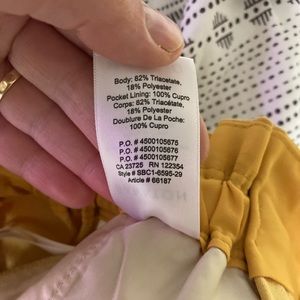 Body: 82% Triacetate,
18% Polyester
Pocket Lining: 100% Cupro
Corps: 82% Triacétate,
18% Polyester
Doublure De La Poche:
100% Cupro
P.O. # 4500105675
P.O. # 4500105676
P.O. # 4500105677
CA 23725 RN 122354
Style # SBC1-6595-29
Article # 66187